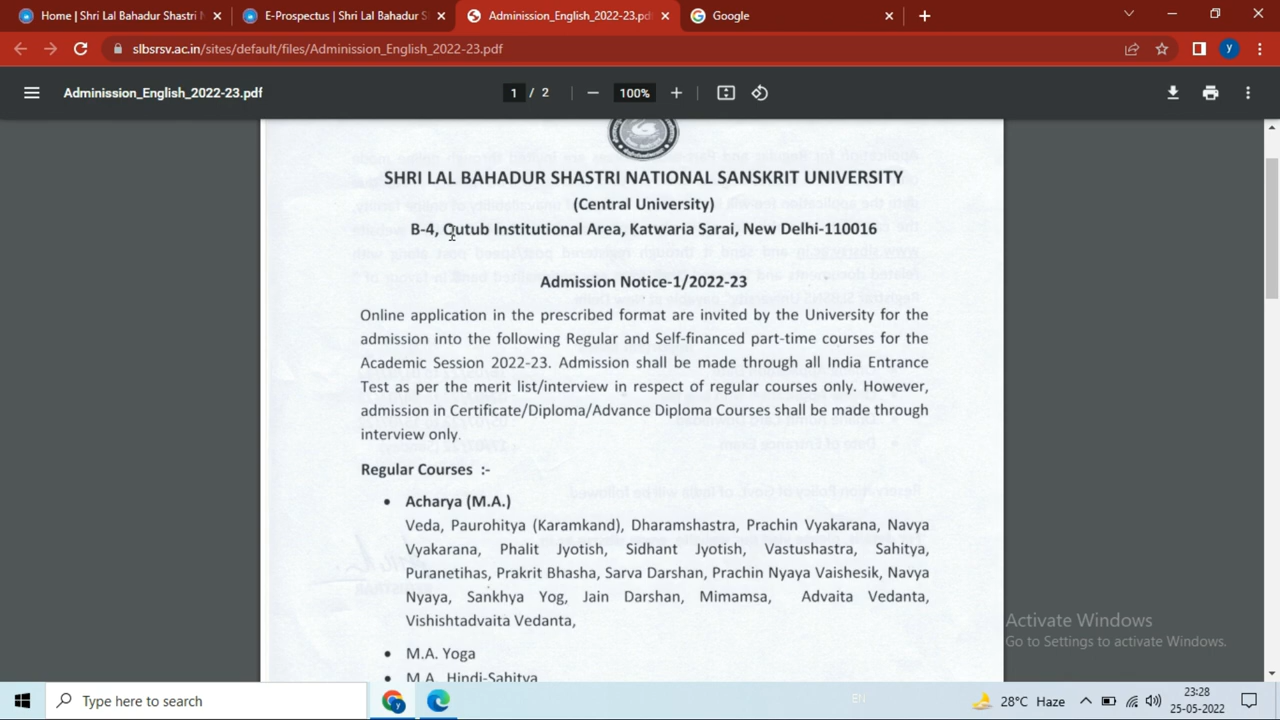 Home | Shri Lal Bahadur Shastri N
E-Prospectus | Shri Lal Bahadur S
Adminission_English_2022-23.pdf
Google
slbsrsv.ac.in/sites/default/files/Adminission_English_2022-23.pdf
y
Adminission_English_2022-23.pdf
1 / 2
100%
SHRI LAL BAHADUR SHASTRI NATIONAL SANSKRIT UNIVERSITY
(Central University)
B-4, Qutub Institutional Area, Katwaria Sarai, New Delhi-110016
Admission Notice-1/2022-23
Online application in the prescribed format are invited by the University for the
admission into the following Regular and Self-financed part-time courses for the
Academic Session 2022-23. Admission shall be made through all India Entrance
Test as per the merit list/interview in respect of regular courses only. However,
admission in Certificate/Diploma/Advance Diploma Courses shall be made through
interview only.
Regular Courses :-
• Acharya (M.A.)
Veda, Paurohitya (Karamkand), Dharamshastra, Prachin Vyakarana, Navya
Vyakarana, Phalit Jyotish, Sidhant Jyotish, Vastushastra, Sahitya,
Puranetihas, Prakrit Bhasha, Sarva Darshan, Prachin Nyaya Vaishesik, Navya
Nyaya, Sankhya Yog, Jain Darshan, Mimamsa, Advaita Vedanta,
Vishishtadvaita Vedanta,
• M.A. Yoga
• M.A. Hindi-Sahitya
Activate Windows
Go to Settings to activate Windows.
Type here to search
EN
28°C Haze
23:28
25-05-2022